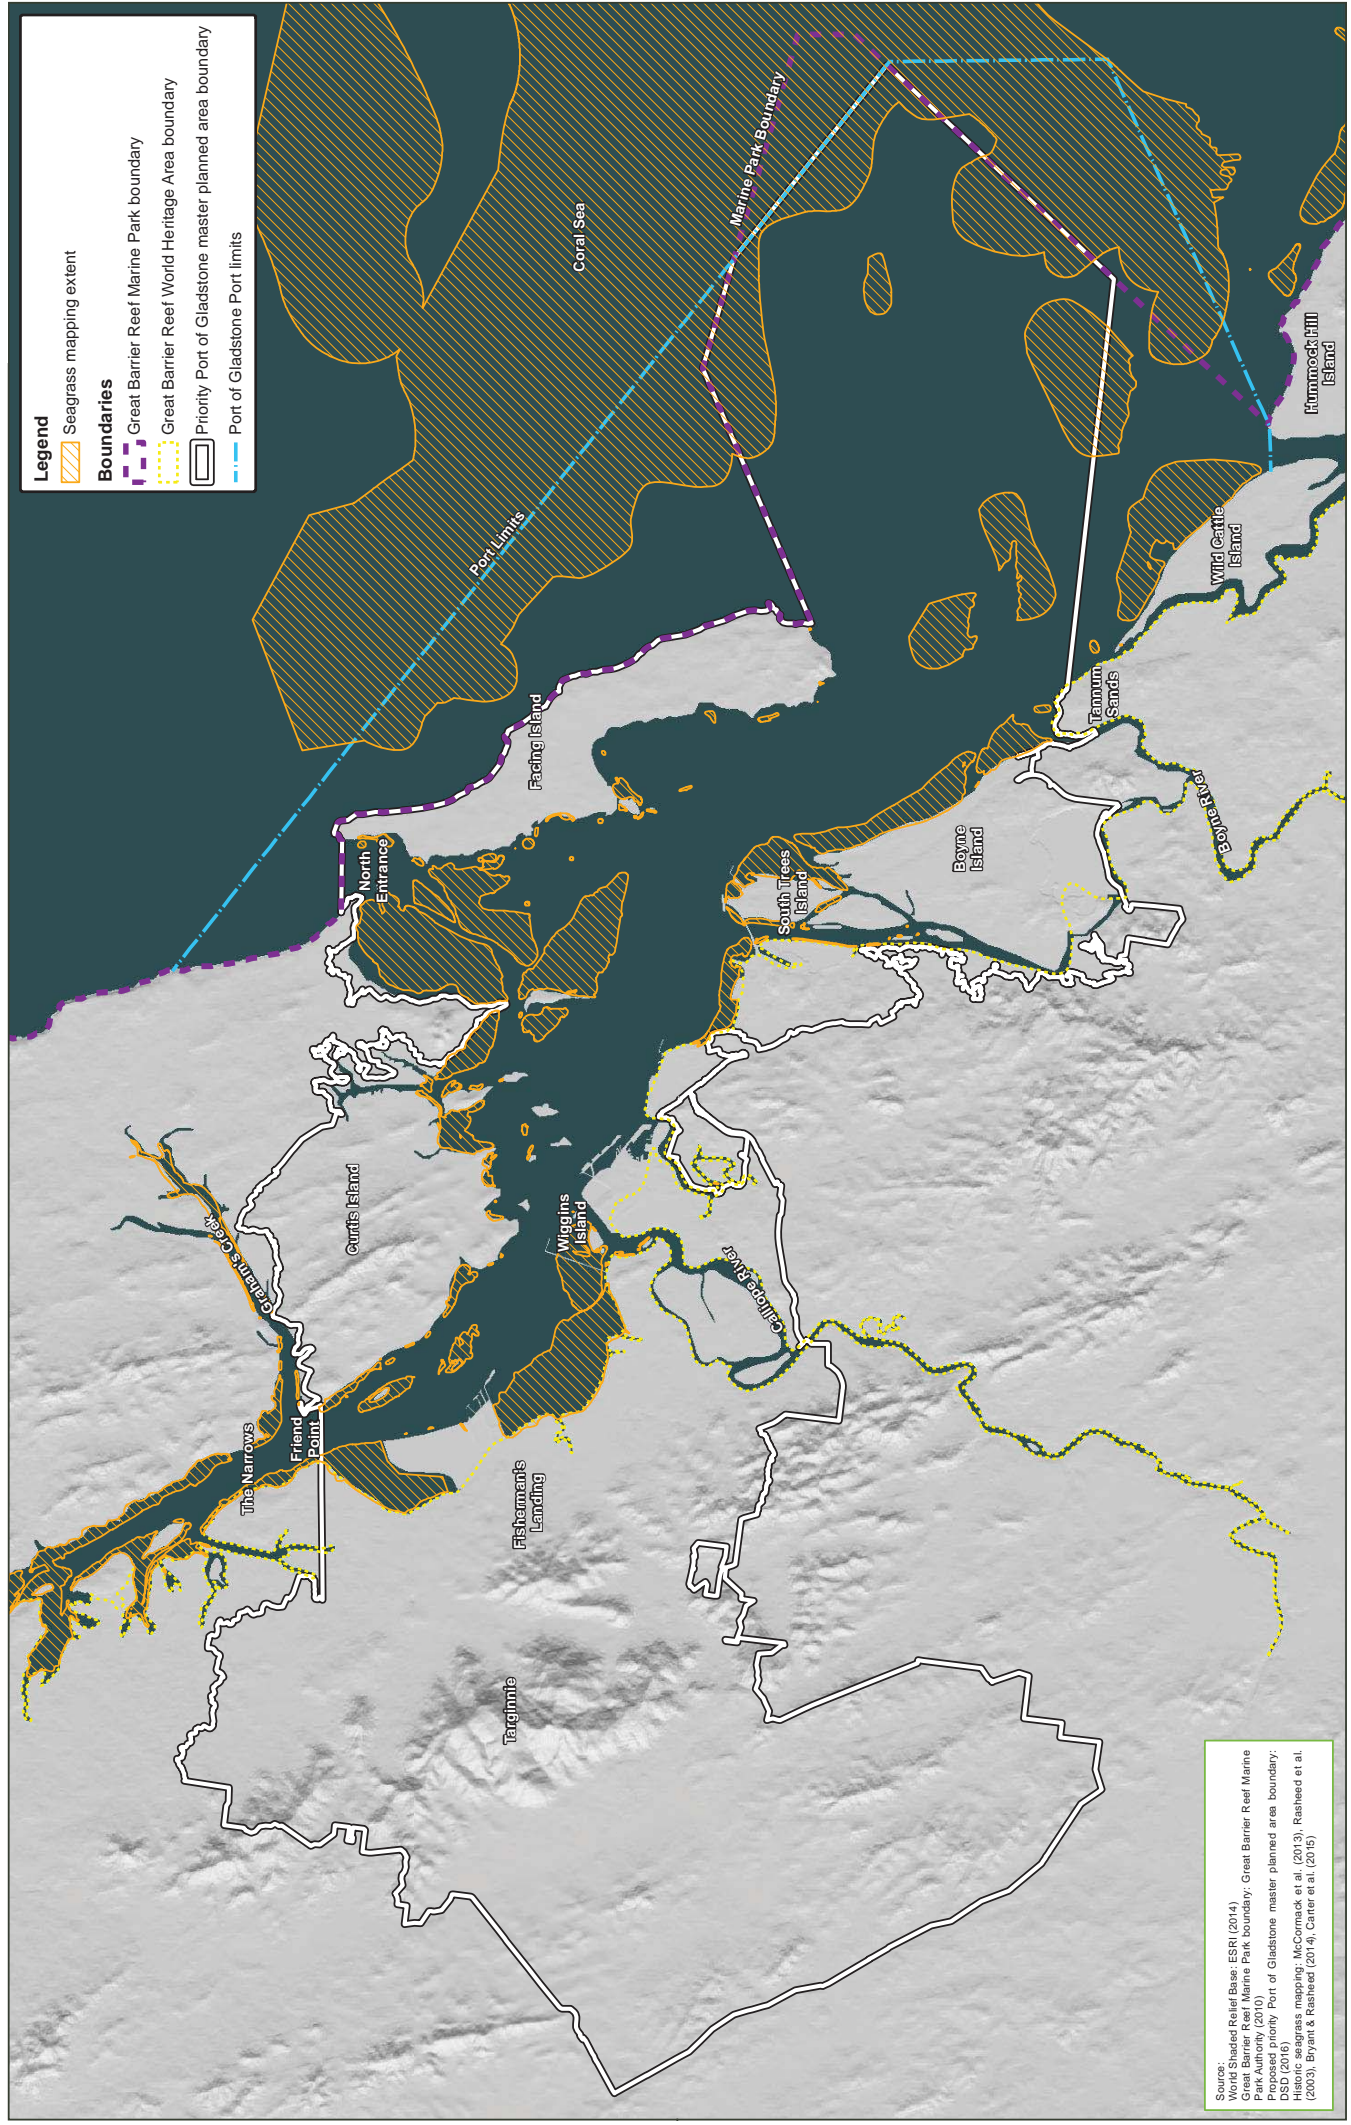 Legend
Seagrass mapping extent
Boundaries
Great Barrier Reef Marine Park boundary
Great Barrier Reef World Heritage Area boundary
Priority Port of Gladstone master planned area boundary
Port of Gladstone Port limits
Coral Sea
Marine Park Boundary
Port Limits
Hummock Hill
Island
Wild Cattle
Island
Facing Island
Tannum
Sands
North
Entrance
Boyne
Island
Boyne River
South Trees
Island
Curtis Island
Graham's Creek
Wiggins
Island
Calliope River
The Narrows
Friend
Point
Fisherman's
Landing
Targinnie
Source:
World Shaded Relief Base: ESRI (2014)
Great Barrier Reef Marine Park boundary: Great Barrier Reef Marine
Park Authority (2010)
Proposed priority Port of Gladstone master planned area boundary:
DSD (2016)
Historic seagrass mapping: McCormack et al. (2013), Rasheed et al.
(2003), Bryant & Rasheed (2014), Carter et al. (2015)